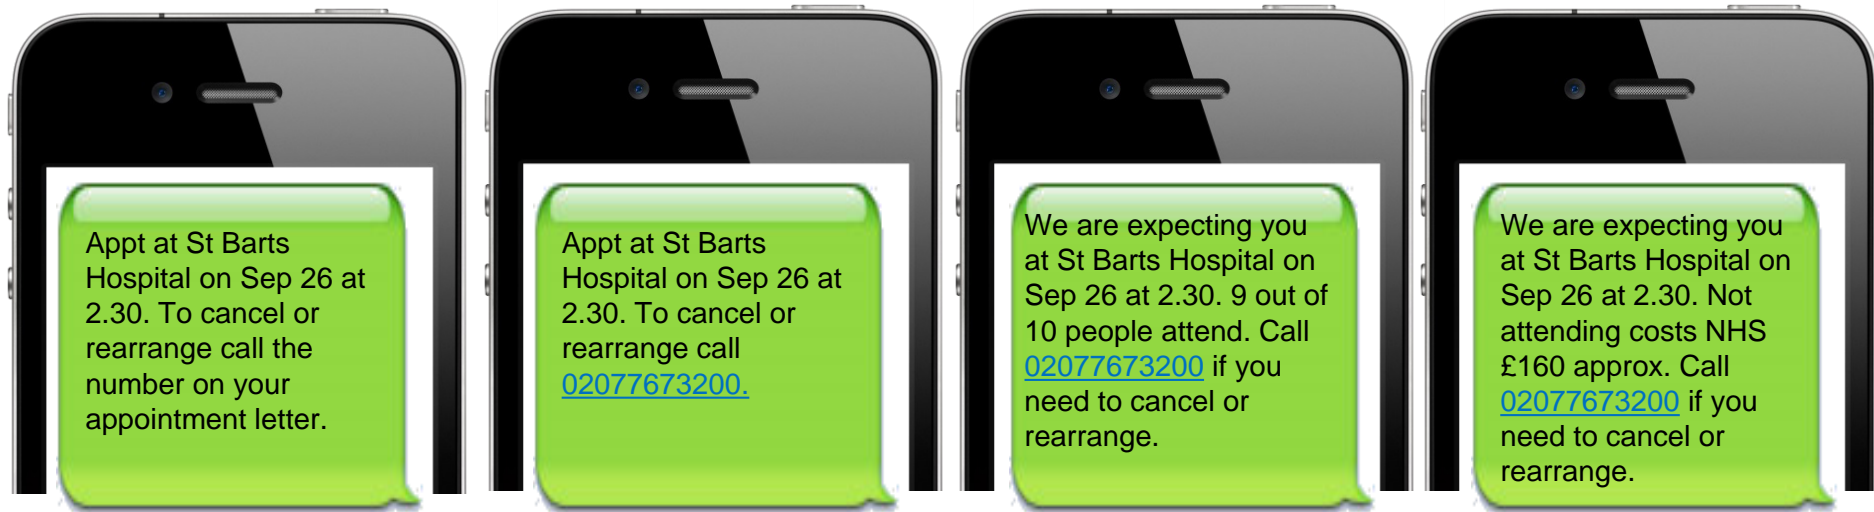 Appt at St Barts
Hospital on Sep 26 at
2.30. To cancel or
rearrange call the
number on your
appointment letter.
Appt at St Barts
Hospital on Sep 26 at
2.30. To cancel or
rearrange call
02077673200.
We are expecting you
at St Barts Hospital on
Sep 26 at 2.30. 9 out of
10 people attend. Call
02077673200 if you
need to cancel or
rearrange.
We are expecting you
at St Barts Hospital on
Sep 26 at 2.30. Not
attending costs NHS
£160 approx. Call
02077673200 if you
need to cancel or
rearrange.